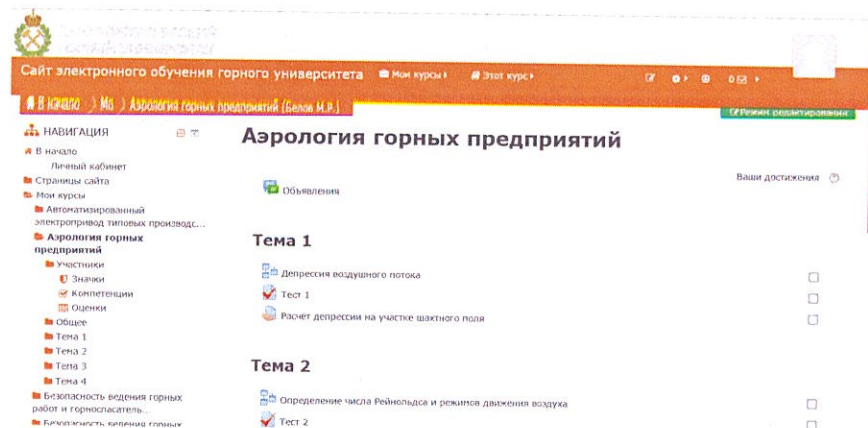 Сайт электронного обучения горного университета Мои курсы Этот курс
0
В начало Мо Аэрология горных предприятий (Белов М.Р.)
Режим редактирования
НАВИГАЦИЯ
В начало
Личный кабинет
Страницы сайта
Мои курсы
Автоматизированный
электропривод типовых производс...
Аэрология горных
предприятий
Участники
Значки
Компетенции
Оценки
Общее
Тема 1
Тема 2
Тема 3
Тема 4
Безопасность ведения горных
работ и горноспасатель...
Безопасность ведения горных
Аэрология горных предприятий
Ваши достижения
Объявления
Тема 1
Депрессия воздушного потока
Тест 1
Расчет депрессии на участке шахтного поля
Тема 2
Определение числа Рейнольдса и режимов движения воздуха
Тест 2